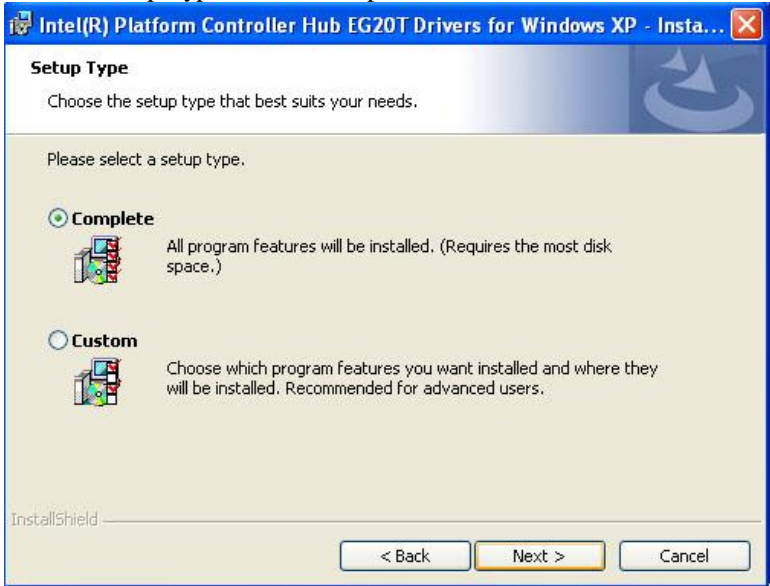 Intel(R) Platform Controller Hub EG20T Drivers for Windows XP - Insta...
Setup Type
Choose the setup type that best suits your needs.
Please select a setup type.
Complete
All program features will be installed. (Requires the most disk
space.)
Custom
Choose which program features you want installed and where they
will be installed. Recommended for advanced users.
InstallShield
< Back Next > Cancel